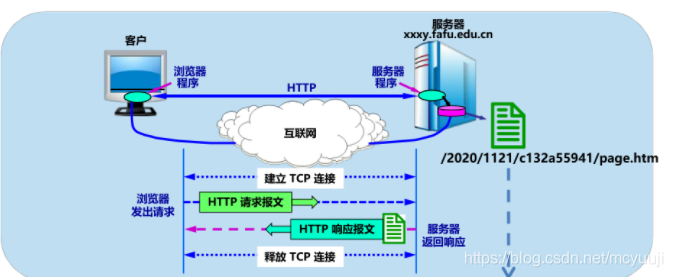 客户
服务器
xxxy.fafu.edu.cn
浏览器
程序
HTTP
服务器
程序
互联网
/2020/1121/c132a55941/page.htm
建立 TCP 连接
浏览器
发出请求
HTTP 请求报文
HTTP 响应报文
服务器
返回响应
释放 TCP 连接
https://blog.csdn.net/mcyuuji